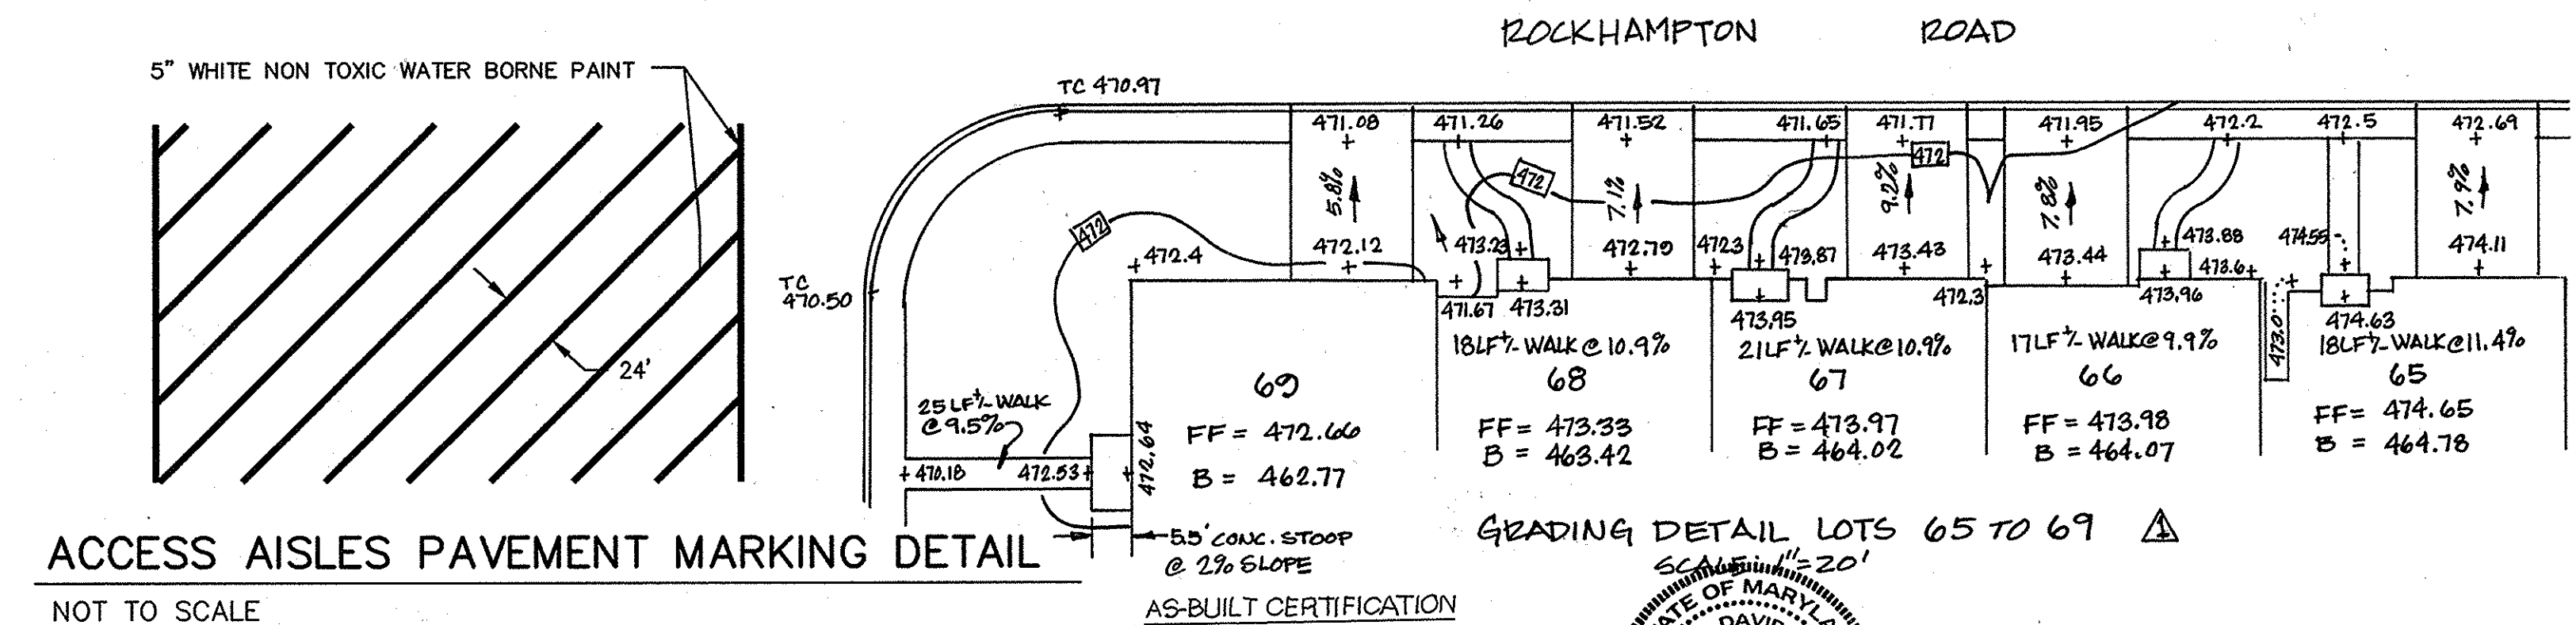 ROCKHAMPTON ROAD
5" WHITE NON TOXIC WATER BORNE PAINT
24'
ACCESS AISLES PAVEMENT MARKING DETAIL
NOT TO SCALE
TC 470.97
TC
470.50
471.08
471.26
471.52
471.65
471.77
471.95
472.2
472.5
472.69
5.8%
472
7.1%
9.2%
472
7.8%
7.9%
472
472.4
472.12
473.23
472.79
472.3
473.87
473.43
473.44
473.88
474.55
474.11
473.6
471.67
473.31
473.95
472.3
473.96
473.0
474.63
18LF+/- WALK @ 10.9%
21LF+/- WALK @ 10.9%
17LF+/- WALK @ 9.9%
18LF+/- WALK @ 11.4%
69
68
67
66
65
25 LF+/- WALK
@ 9.5%
470.18
472.53
472.64
FF = 472.66
B = 462.77
FF = 473.33
B = 463.42
FF = 473.97
B = 464.02
FF = 473.98
B = 464.07
FF = 474.65
B = 464.78
5.5' CONC. STOOP
@ 2% SLOPE
GRADING DETAIL LOTS 65 TO 69 1
SCALE: 1"=20'
AS-BUILT CERTIFICATION
STATE OF MARYLA
DAVID